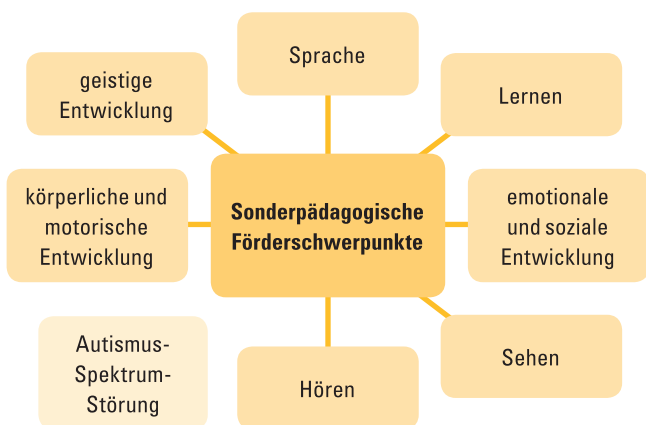 Sprache
geistige
Entwicklung
Lernen
körperliche und
motorische
Entwicklung
Sonderpädagogische
Förderschwerpunkte
emotionale
und soziale
Entwicklung
Autismus-
Spektrum-
Störung
Hören
Sehen